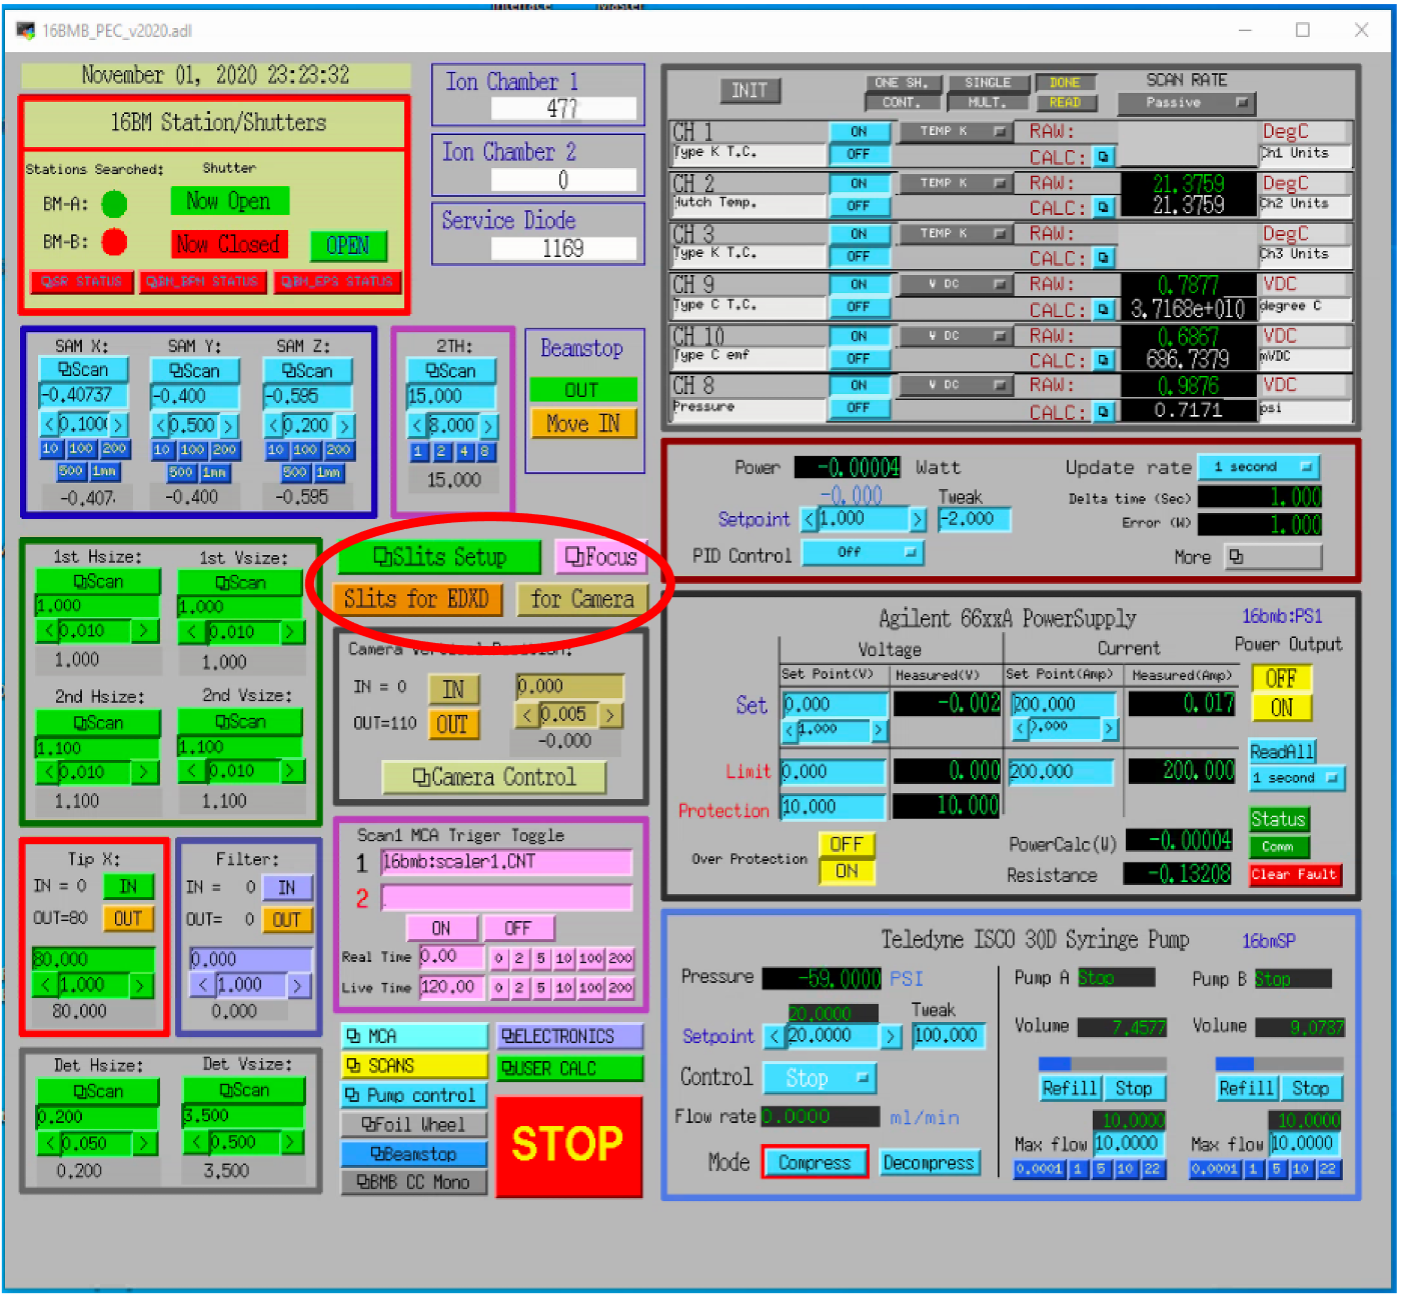 Interface Master
16BMB_PEC_v2020.adl
November 01, 2020 23:23:32
16BM Station/Shutters
Stations Searched: Shutter
BM-A: Now Open
BM-B: Now Closed OPEN
SR STATUS BM_BPM STATUS BM_EPS STATUS
Ion Chamber 1
477
Ion Chamber 2
0
Service Diode
1169
SAM X: SAM Y: SAM Z:
Scan Scan Scan
-0.40737 -0.400 -0.595
< 0.100 > < 0.500 > < 0.200 >
10 100 200 10 100 200 10 100 200
500 1mm 500 1mm 500 1mm
-0.407 -0.400 -0.595
2TH:
Scan
15.000
< 8.000 >
1 2 4 8
15.000
Beamstop
OUT
Move IN
1st Hsize: 1st Vsize:
Scan Scan
1.000 1.000
< 0.010 > < 0.010 >
1.000 1.000
2nd Hsize: 2nd Vsize:
Scan Scan
1.100 1.100
< 0.010 > < 0.010 >
1.100 1.100
Slits Setup Focus
Slits for EDXD for Camera
Camera Vertical Position:
IN = 0 IN 0.000
OUT=110 OUT < 0.005 >
-0.000
Camera Control
Tip X:
IN = 0 IN
OUT=80 OUT
80.000
< 1.000 >
80.000
Filter:
IN = 0 IN
OUT= 0 OUT
0.000
< 1.000 >
0.000
Scan1 MCA Triger Toggle
1 16bmb:scaler1.CNT
2
ON OFF
Real Time 0.00 0 2 5 10 100 200
Live Time 120.00 0 2 5 10 100 200
Det Hsize: Det Vsize:
Scan Scan
0.200 3.500
< 0.050 > < 0.500 >
0.200 3.500
MCA ELECTRONICS
SCANS USER CALC
Pump control
Foil Wheel
Beamstop
BMB CC Mono
STOP
INIT ONE SH. SINGLE DONE SCAN RATE
CONT. MULT. READ Passive
CH 1 ON TEMP K RAW: DegC
Type K T.C. OFF CALC: Ch1 Units
CH 2 ON TEMP K RAW: 21.3759 DegC
Hutch Temp. OFF CALC: 21.3759 Ch2 Units
CH 3 ON TEMP K RAW: DegC
Type K T.C. OFF CALC: Ch3 Units
CH 9 ON V DC RAW: 0.7877 VDC
Type C T.C. OFF CALC: 3.7168e+010 degree C
CH 10 ON V DC RAW: 0.6867 VDC
Type C emf OFF CALC: 686.7379 mVDC
CH 8 ON V DC RAW: 0.9876 VDC
Pressure OFF CALC: 0.7171 psi
Power -0.00004 Watt Update rate 1 second
-0.000 Tweak Delta time (Sec) 1.000
Setpoint < 1.000 > -2.000 Error (W) 1.000
PID Control Off More
Agilent 66xxA PowerSupply 16bmb:PS1
Voltage Current Power Output
Set Point(V) Measured(V) Set Point(Amp) Measured(Amp) OFF
Set 0.000 -0.002 200.000 0.017 ON
< 1.000 > < >
ReadAll
Limit 0.000 0.000 200.000 200.000 1 second
Protection 10.000 10.000
Status
Over Protection OFF PowerCalc(W) -0.00004 Comm
ON Resistance -0.13208 Clear Fault
Teledyne ISCO 30D Syringe Pump 16bmSP
Pressure -59.0000 PSI Pump A Stop Pump B Stop
20.0000 Tweak
Setpoint < 20.0000 > 100.000 Volume 7.4577 Volume 9.0787
Control Stop Refill Stop Refill Stop
Flow rate 0.0000 ml/min 10.0000 10.0000
Max flow 10.0000 Max flow 10.0000
Mode Compress Decompress 0.0001 1 5 10 22 0.0001 1 5 10 22